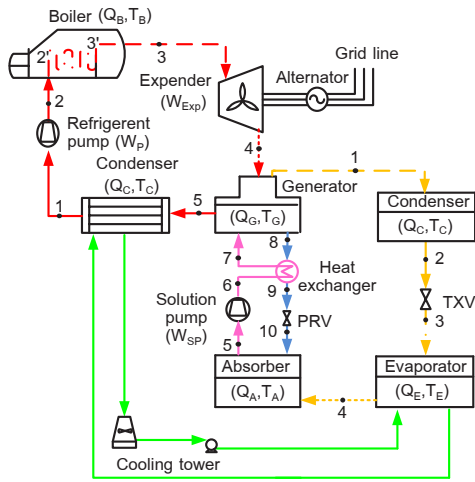 Boiler (Q_B,T_B)
2'
3'
3
Grid line
Expender
(W_Exp)
Alternator
2
Refrigerent
pump (W_P)
Condenser
(Q_C,T_C)
4
1
Generator
Condenser
(Q_C,T_C)
1
5
(Q_G,T_G)
8
7
2
Heat
exchanger
6
9
TXV
Solution
pump
(W_SP)
3
PRV
10
5
Absorber
(Q_A,T_A)
Evaporator
(Q_E,T_E)
4
Cooling tower